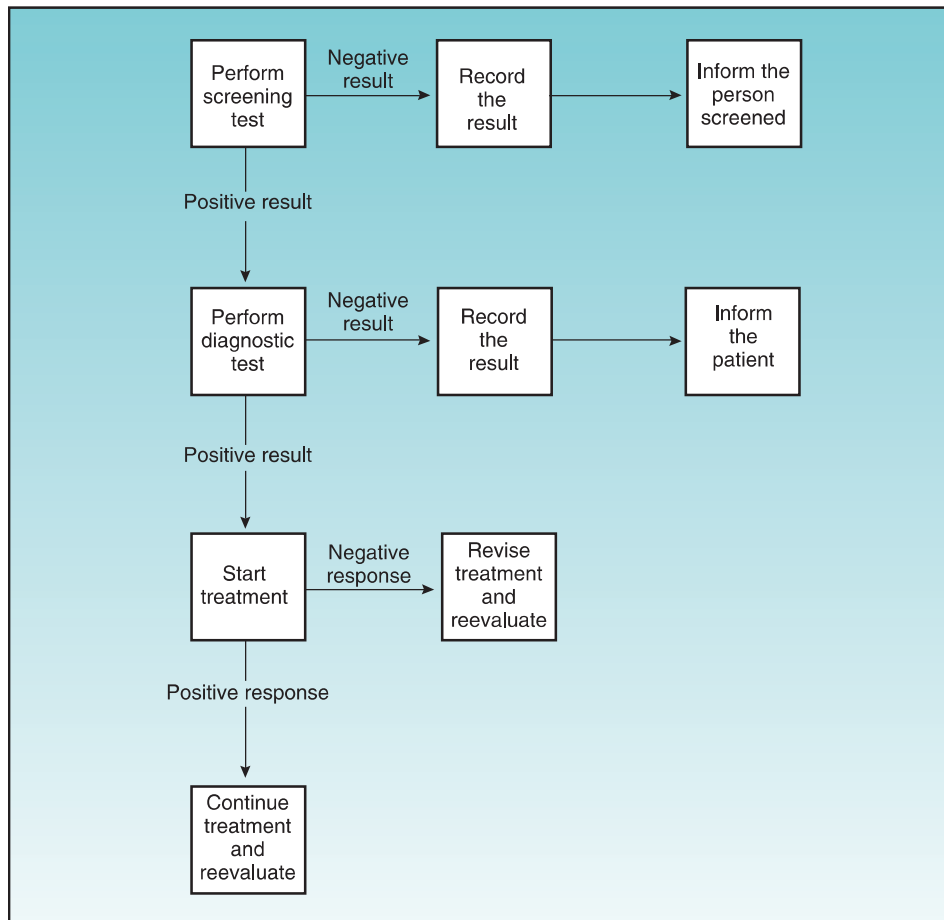 Perform
screening
test
Negative
result
Record
the
result
Inform the
person
screened
Positive result
Perform
diagnostic
test
Negative
result
Record
the
result
Inform
the
patient
Positive result
Start
treatment
Negative
response
Revise
treatment
and
reevaluate
Positive response
Continue
treatment
and
reevaluate